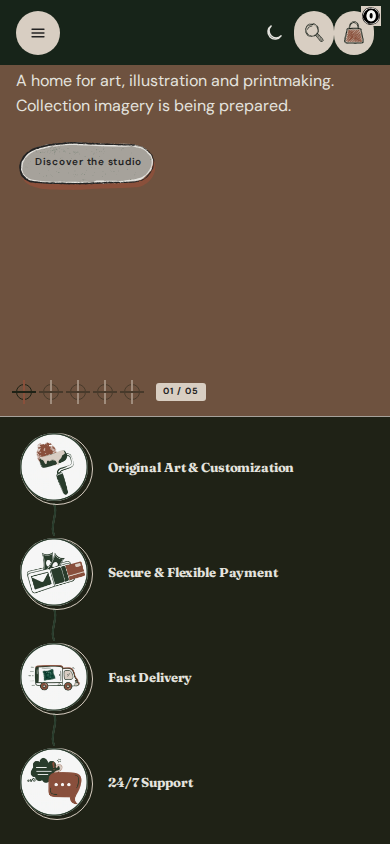 0
A home for art, illustration and printmaking.
Collection imagery is being prepared.
Discover the studio
01 / 05
Original Art & Customization
Secure & Flexible Payment
Fast Delivery
24/7 Support